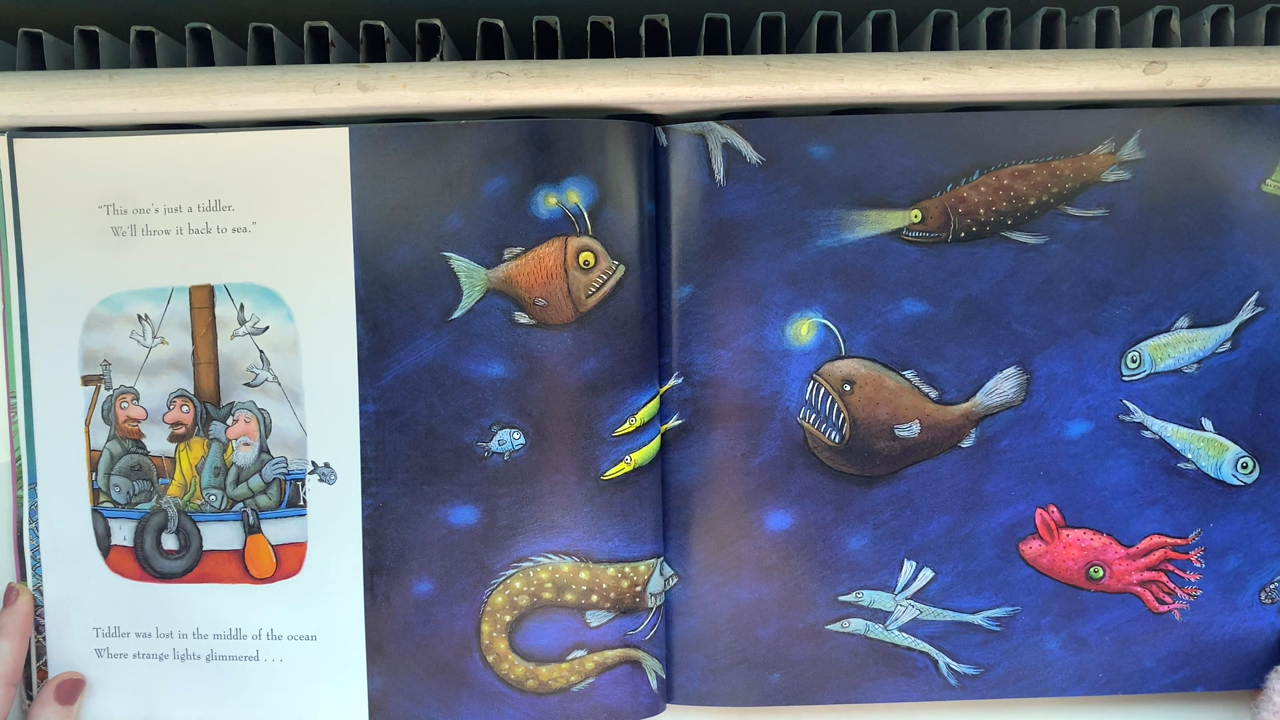 “This one’s just a tiddler.
We’ll throw it back to sea.”
K
Tiddler was lost in the middle of the ocean
Where strange lights glimmered . . .